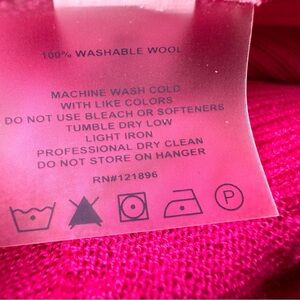 100% WASHABLE WOOL
MACHINE WASH COLD
WITH LIKE COLORS
DO NOT USE BLEACH OR SOFTENERS
TUMBLE DRY LOW
LIGHT IRON
PROFESSIONAL DRY CLEAN
DO NOT STORE ON HANGER
RN#121896
P